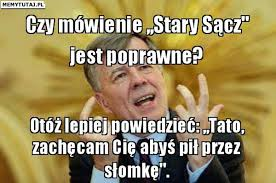 MEMYTUTAJ.PL
Czy mówienie „Stary Sącz"
jest poprawne?
Otóż lepiej powiedzieć: „Tato,
zachęcam Cię abyś pił przez
słomkę".